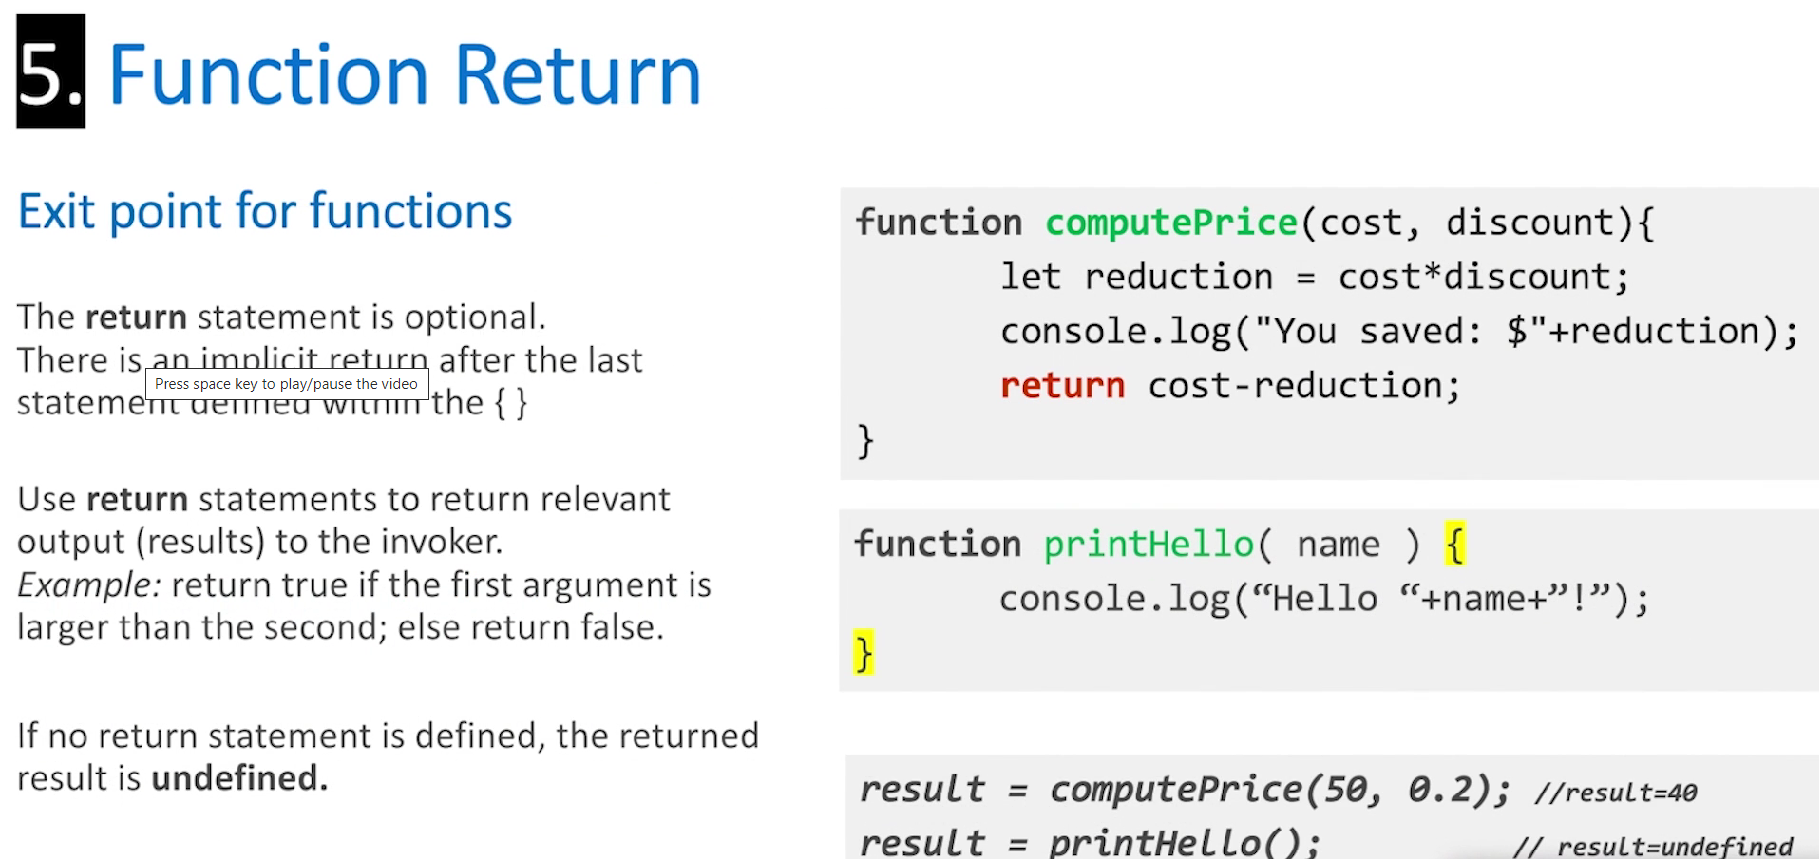 5. Function Return
Exit point for functions
The return statement is optional.
There is an implicit return after the last
Press space key to play/pause the video
statement defined within the { }
Use return statements to return relevant
output (results) to the invoker.
Example: return true if the first argument is
larger than the second; else return false.
If no return statement is defined, the returned
result is undefined.
function computePrice(cost, discount){
let reduction = cost*discount;
console.log("You saved: $"+reduction);
return cost-reduction;
}
function printHello( name ) {
console.log(“Hello “+name+”!”);
}
result = computePrice(50, 0.2); //result=40
result = printHello(); // result=undefined